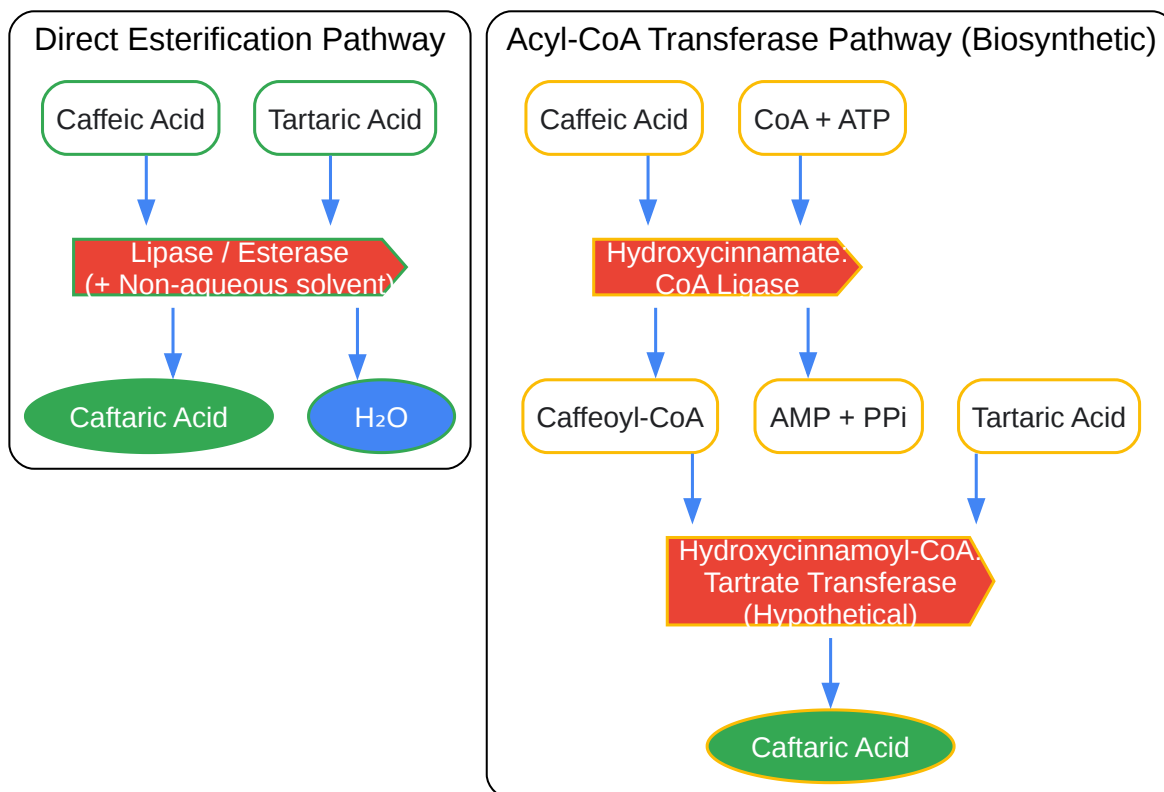 Direct Esterification Pathway
Caffeic Acid
Tartaric Acid
Lipase / Esterase
(+ Non-aqueous solvent)
Caftaric Acid
H₂O
Acyl-CoA Transferase Pathway (Biosynthetic)
Caffeic Acid
CoA + ATP
Hydroxycinnamate:
CoA Ligase
Caffeoyl-CoA
AMP + PPi
Tartaric Acid
Hydroxycinnamoyl-CoA:
Tartrate Transferase
(Hypothetical)
Caftaric Acid